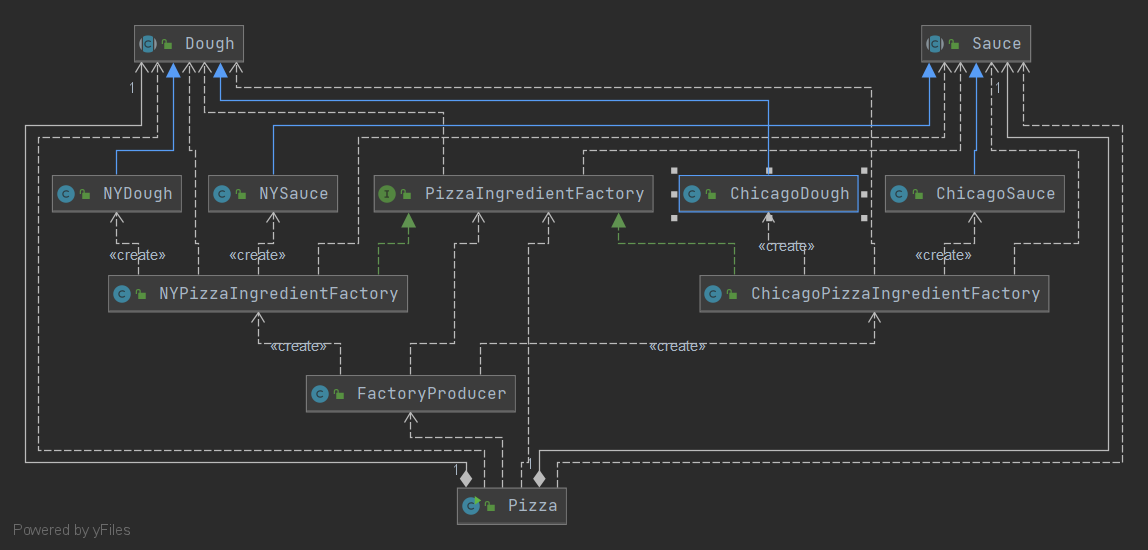 Dough
Sauce
1
1
NYDough
NYSauce
PizzaIngredientFactory
ChicagoDough
ChicagoSauce
«create»
«create»
«create»
«create»
NYPizzaIngredientFactory
ChicagoPizzaIngredientFactory
«create»
«create»
FactoryProducer
1
1
Pizza
Powered by yFiles